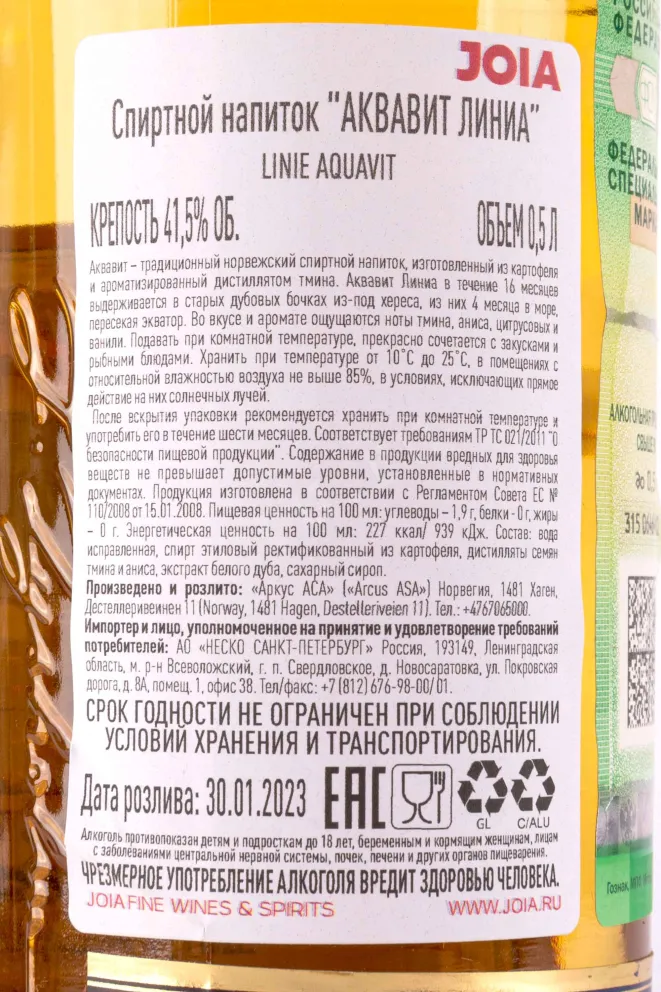 JOIA
Спиртной напиток "АКВАВИТ ЛИНИА"
LINIE AQUAVIT
КРЕПОСТЬ 41,5% ОБ. ОБЪЕМ 0,5 Л
Аквавит – традиционный норвежский спиртной напиток, изготовленный из картофеля
и ароматизированный дистиллятом тмина. Аквавит Линиа в течение 16 месяцев
выдерживается в старых дубовых бочках из-под хереса, из них 4 месяца в море,
пересекая экватор. Во вкусе и аромате ощущаются ноты тмина, аниса, цитрусовых и
ванили. Подавать при комнатной температуре, прекрасно сочетается с закусками и
рыбными блюдами. Хранить при температуре от 10˚С до 25˚С, в помещениях с
относительной влажностью воздуха не выше 85%, в условиях, исключающих прямое
действие на них солнечных лучей.
После вскрытия упаковки рекомендуется хранить при комнатной температуре и
употребить его в течение шести месяцев. Соответствует требованиям ТР ТС 021/2011 "О
безопасности пищевой продукции". Содержание в продукции вредных для здоровья
веществ не превышает допустимые уровни, установленные в нормативных
документах. Продукция изготовлена в соответствии с Регламентом Совета ЕС №
110/2008 от 15.01.2008. Пищевая ценность на 100 мл: углеводы – 1,9 г, белки - 0 г, жиры
– 0 г. Энергетическая ценность на 100 мл: 227 ккал/ 939 кДж. Состав: вода
исправленная, спирт этиловый ректификованный из картофеля, дистилляты семян
тмина и аниса, экстракт белого дуба, сахарный сироп.
Произведено и розлито: «Аркус АСА» («Arcus ASA») Норвегия, 1481 Хаген,
Дестеллеривеинен 11 (Norway, 1481 Hagen, Destelleriveien 11). Тел.: +4767065000.
Импортер и лицо, уполномоченное на принятие и удовлетворение требований
потребителей: АО «НЕСКО САНКТ-ПЕТЕРБУРГ» Россия, 193149, Ленинградская
область, м. р-н Всеволожский, г. п. Свердловское, д. Новосаратовка, ул. Покровская
дорога, д. 8А, помещ. 1, офис 38. Тел/факс: +7 (812) 676-98-00/ 01.
СРОК ГОДНОСТИ НЕ ОГРАНИЧЕН ПРИ СОБЛЮДЕНИИ
УСЛОВИЙ ХРАНЕНИЯ И ТРАНСПОРТИРОВАНИЯ.
Дата розлива: 30.01.2023 EAC
GL C/ALU
Алкоголь противопоказан детям и подросткам до 18 лет, беременным и кормящим женщинам, лицам
с заболеваниями центральной нервной системы, почек, печени и других органов пищеварения.
ЧРЕЗМЕРНОЕ УПОТРЕБЛЕНИЕ АЛКОГОЛЯ ВРЕДИТ ЗДОРОВЬЮ ЧЕЛОВЕКА.
JOIA FINE WINES & SPIRITS WWW.JOIA.RU